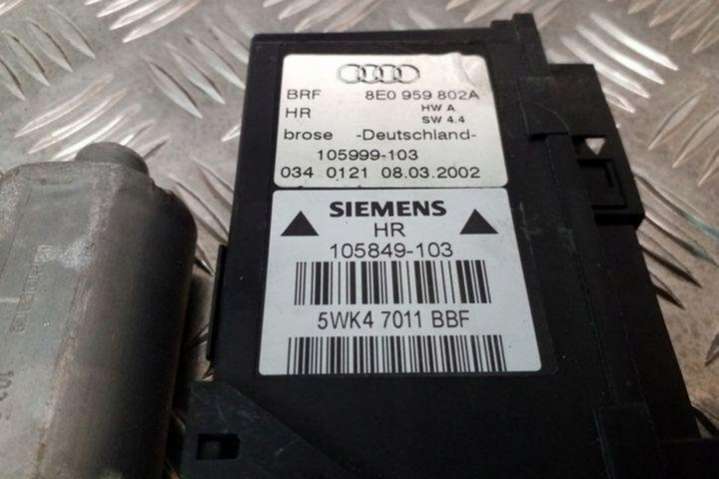 BRF 8E0 959 802A
HR HW A
SW 4.4
brose -Deutschland-
105999-103
034 0121 08.03.2002
SIEMENS
HR
105849-103
5WK4 7011 BBF